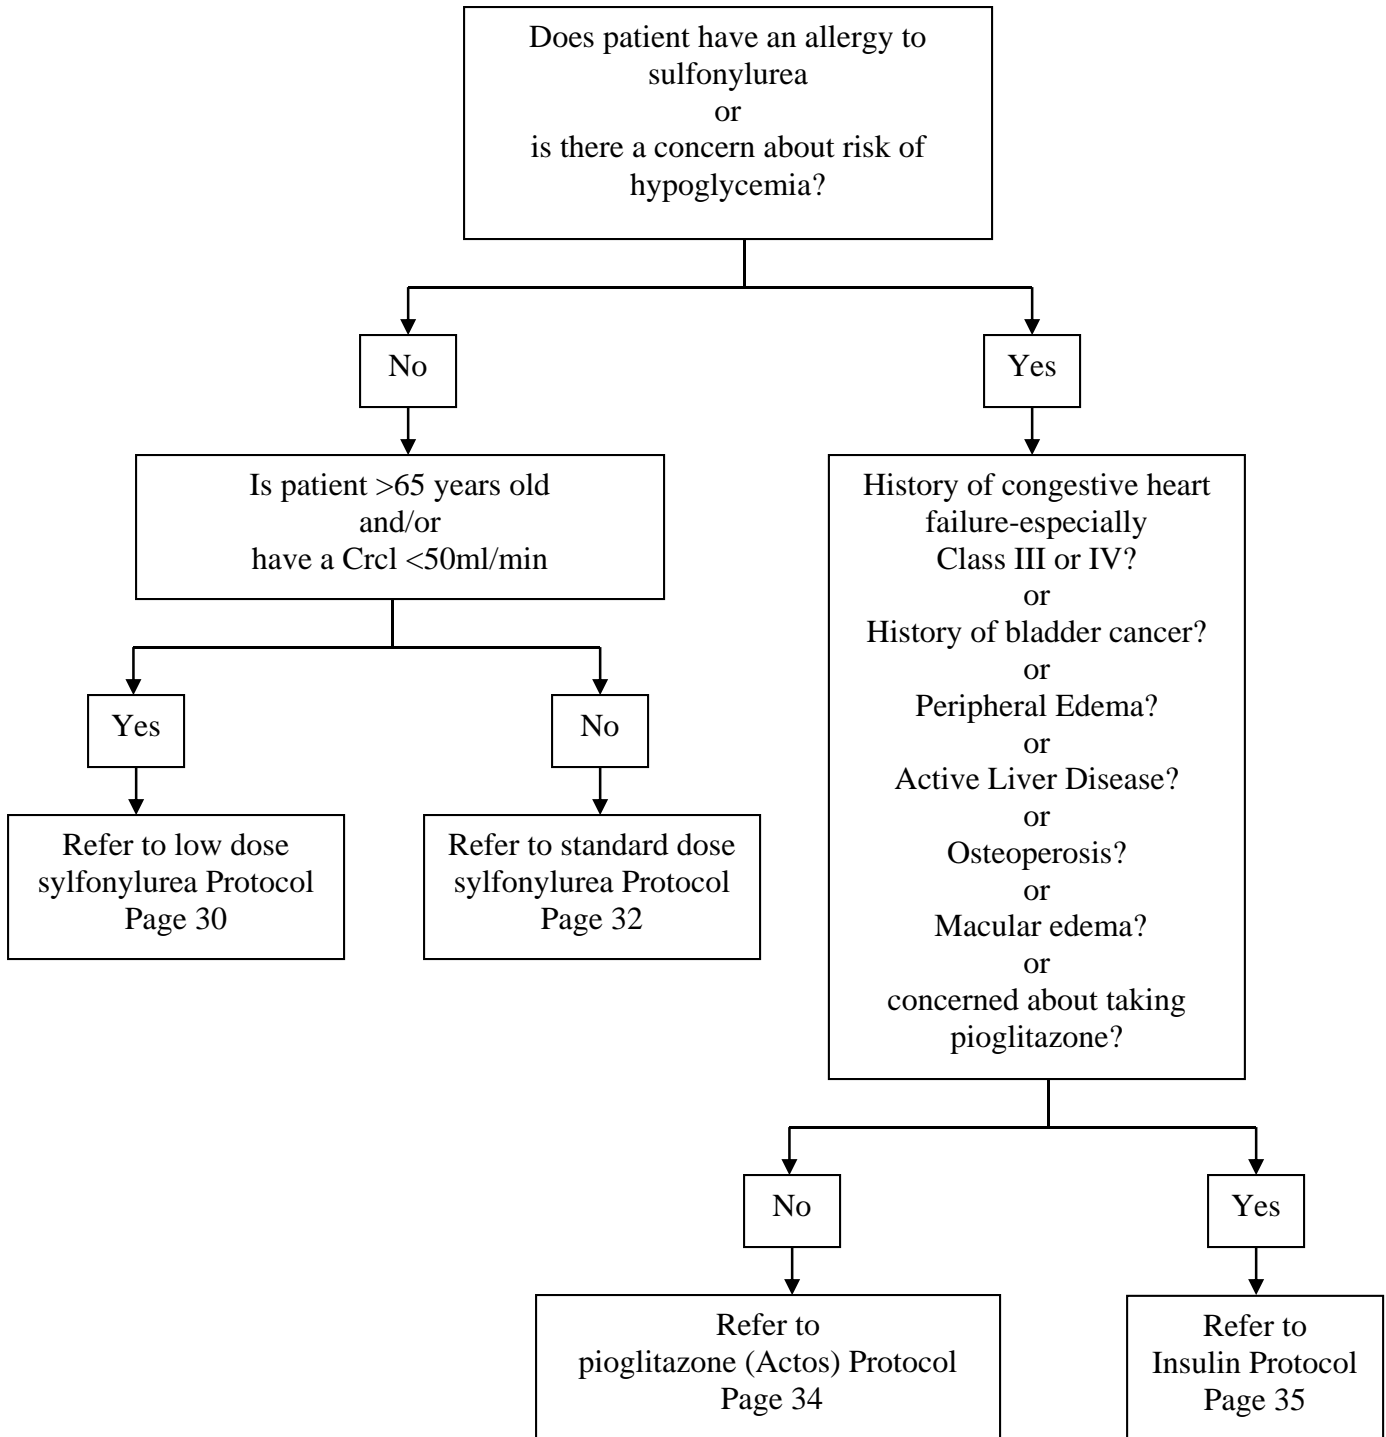 Does patient have an allergy to
sulfonylurea
or
is there a concern about risk of
hypoglycemia?
No
Yes
Is patient >65 years old
and/or
have a Crcl <50ml/min
History of congestive heart
failure-especially
Class III or IV?
or
History of bladder cancer?
or
Peripheral Edema?
or
Active Liver Disease?
or
Osteoperosis?
or
Macular edema?
or
concerned about taking
pioglitazone?
Yes
No
Refer to low dose
sylfonylurea Protocol
Page 30
Refer to standard dose
sylfonylurea Protocol
Page 32
No
Yes
Refer to
pioglitazone (Actos) Protocol
Page 34
Refer to
Insulin Protocol
Page 35